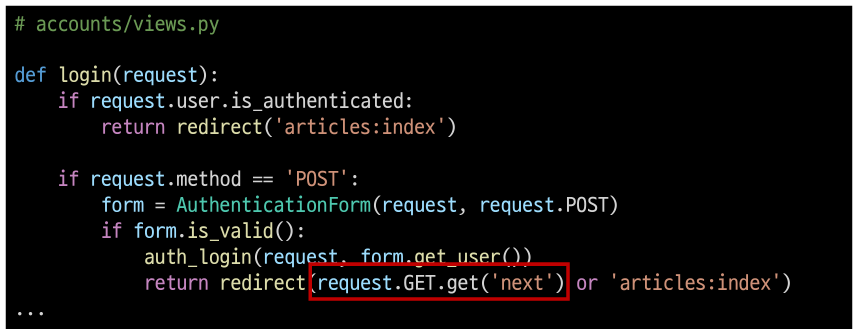 # accounts/views.py
def login(request):
if request.user.is_authenticated:
return redirect('articles:index')
if request.method == 'POST':
form = AuthenticationForm(request, request.POST)
if form.is_valid():
auth_login(request, form.get_user())
return redirect(request.GET.get('next') or 'articles:index')
...